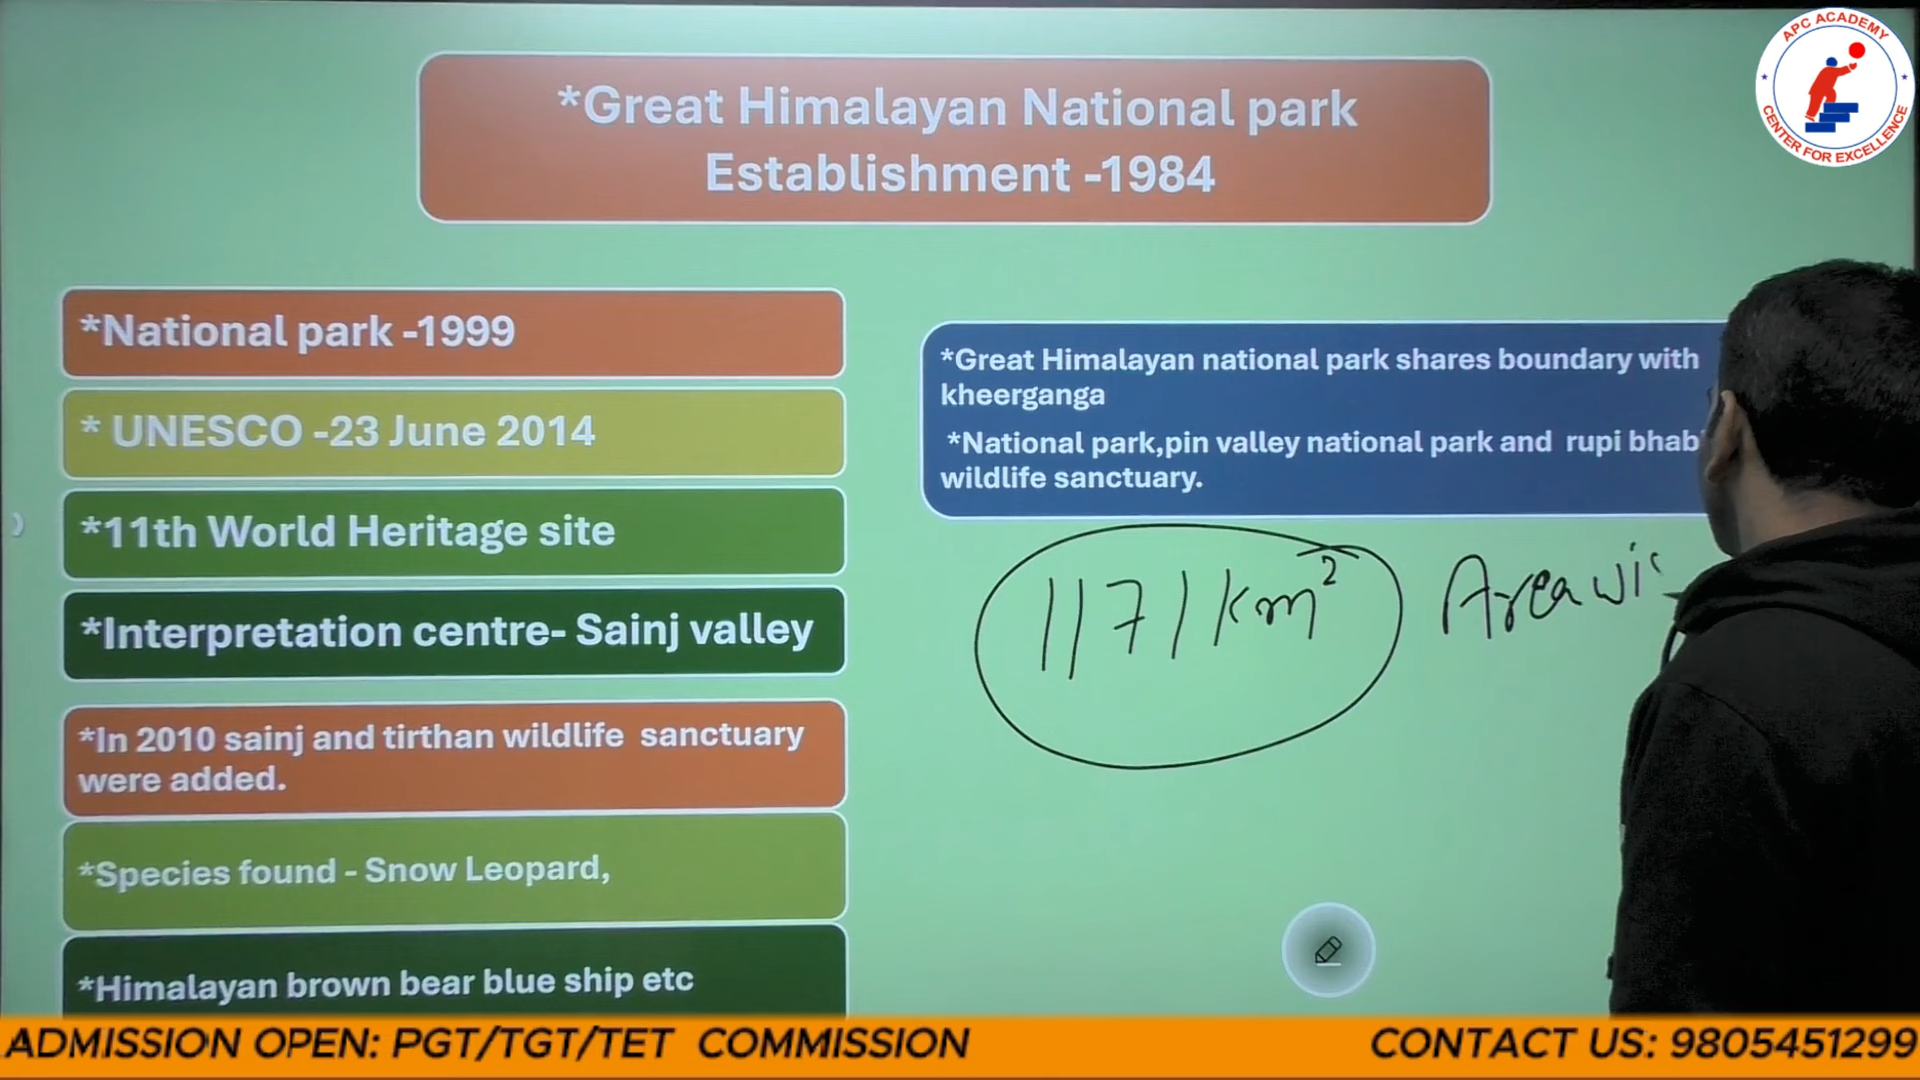 *Great Himalayan National park
Establishment -1984
*National park -1999
* UNESCO -23 June 2014
*11th World Heritage site
*Interpretation centre- Sainj valley
*In 2010 sainj and tirthan wildlife sanctuary
were added.
*Species found - Snow Leopard,
*Himalayan brown bear blue ship etc
*Great Himalayan national park shares boundary with
kheerganga
*National park,pin valley national park and rupi bhab
wildlife sanctuary.
1171 km²
Area wi
APC ACADEMY
CENTER FOR EXCELLENCE
ADMISSION OPEN: PGT/TGT/TET COMMISSION
CONTACT US: 9805451299